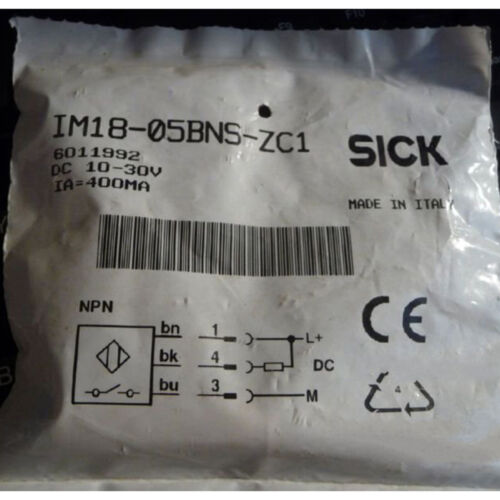 IM18-05BNS-ZC1
6011992
DC 10-30V
IA=400MA
SICK
MADE IN ITALY
NPN
bn 1 L+
bk 4 DC
bu 3 M
CE
4